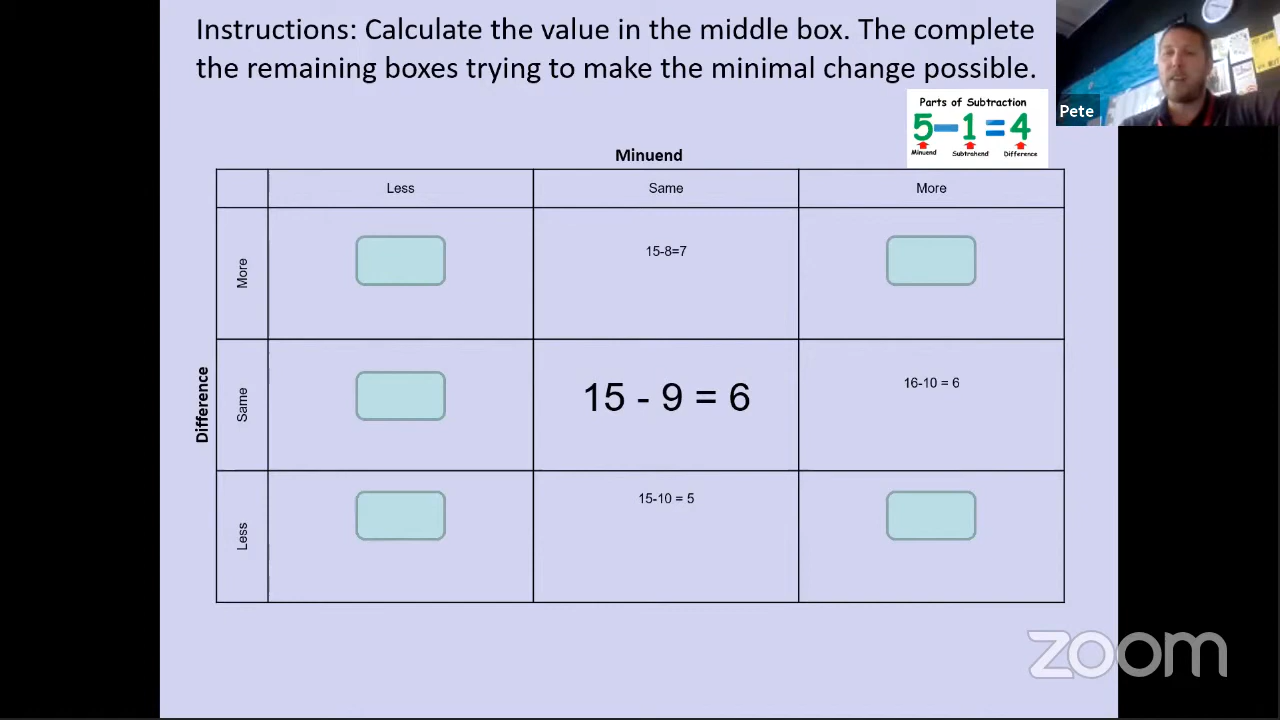 Instructions: Calculate the value in the middle box. The complete
the remaining boxes trying to make the minimal change possible.
Pete
Parts of Subtraction
5-1=4
Minuend Subtrahend Difference
Minuend
Less Same More
More
15-8=7
Difference
Same
15 - 9 = 6
16-10 = 6
Less
15-10 = 5
zoom